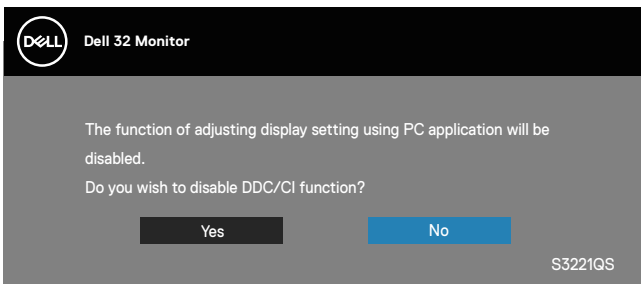 DELL
Dell 32 Monitor
The function of adjusting display setting using PC application will be
disabled.
Do you wish to disable DDC/CI function?
Yes
No
S3221QS